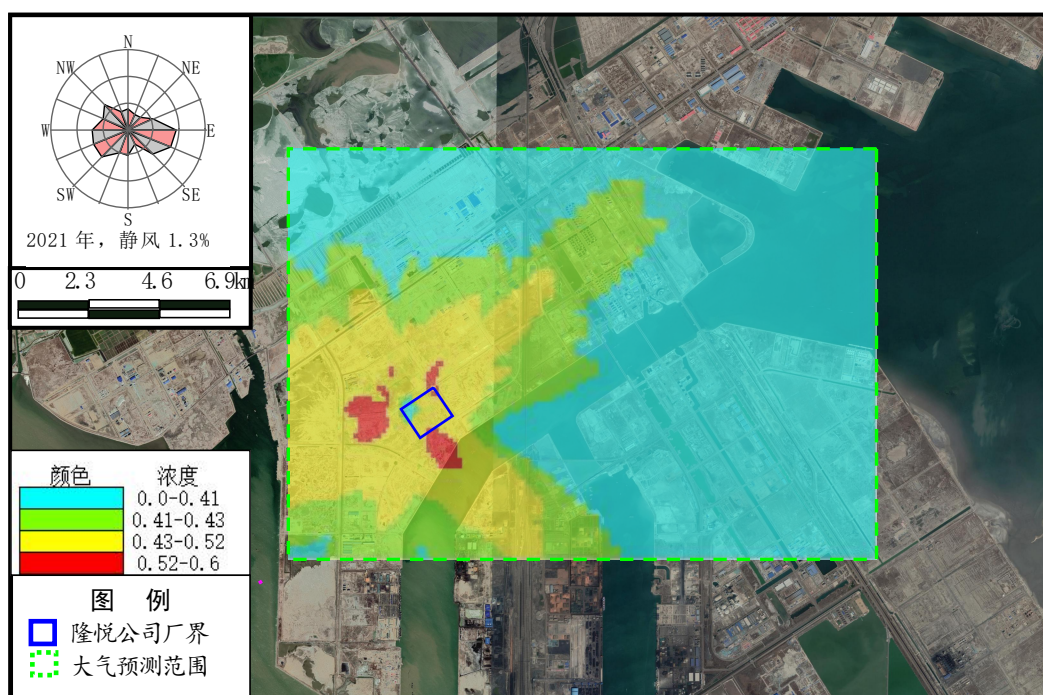 N
NW
NE
W
E
SW
SE
S
2021 年，静风 1.3%
0 2.3 4.6 6.9km
颜色 浓度
0.0-0.41
0.41-0.43
0.43-0.52
0.52-0.6
图 例
隆悦公司厂界
大气预测范围